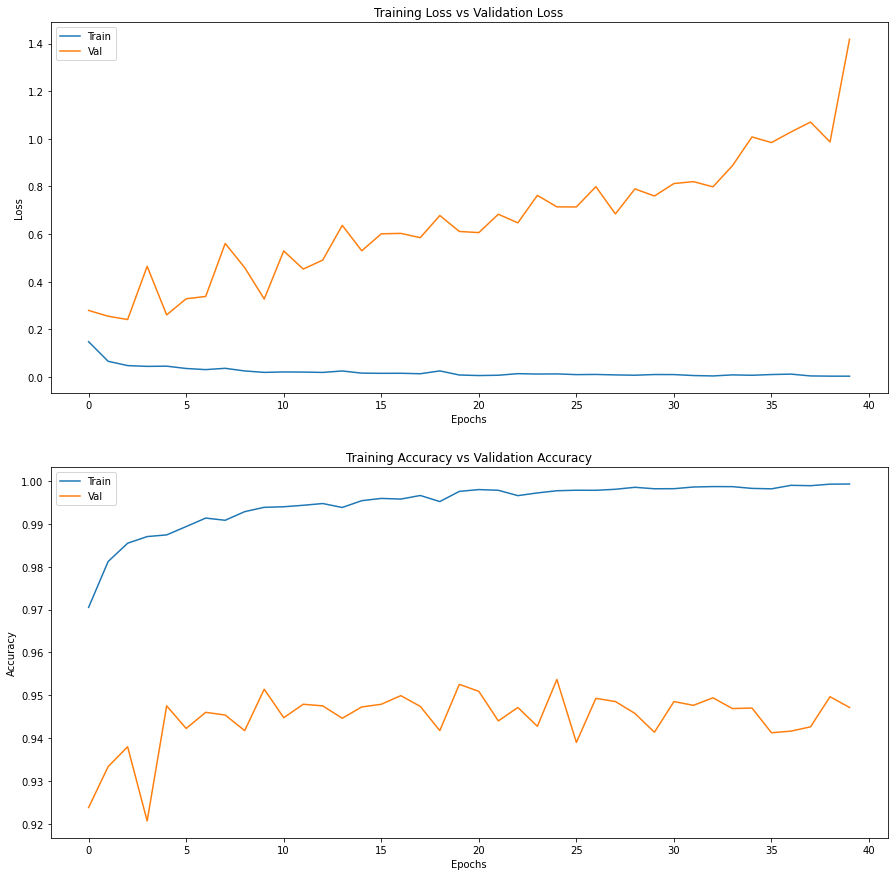 Training Loss vs Validation Loss
Train
Val
1.4
1.2
1.0
0.8
0.6
0.4
0.2
0.0
Loss
0 5 10 15 20 25 30 35 40
Epochs
Training Accuracy vs Validation Accuracy
Train
Val
1.00
0.99
0.98
0.97
0.96
0.95
0.94
0.93
0.92
Accuracy
0 5 10 15 20 25 30 35 40
Epochs